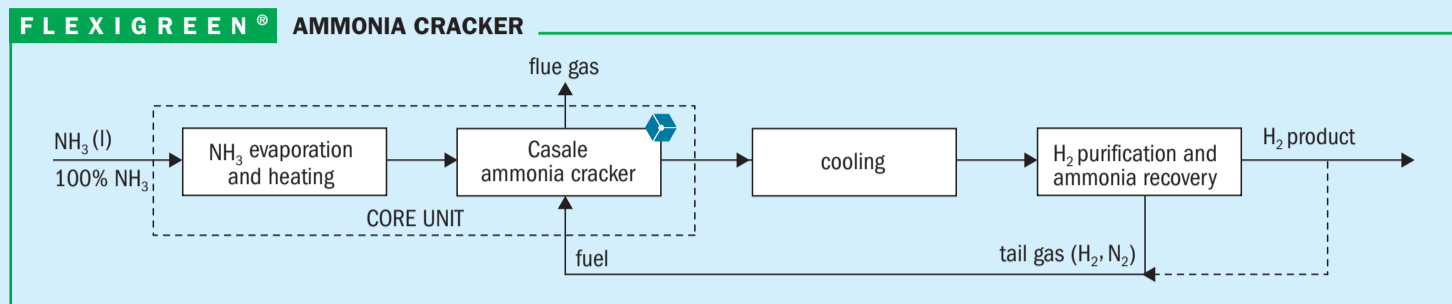 FLEXIGREEN® AMMONIA CRACKER
flue gas
NH₃ (l)
100% NH₃
NH₃ evaporation
and heating
Casale
ammonia cracker
cooling
H₂ purification and
ammonia recovery
H₂ product
CORE UNIT
fuel
tail gas (H₂, N₂)